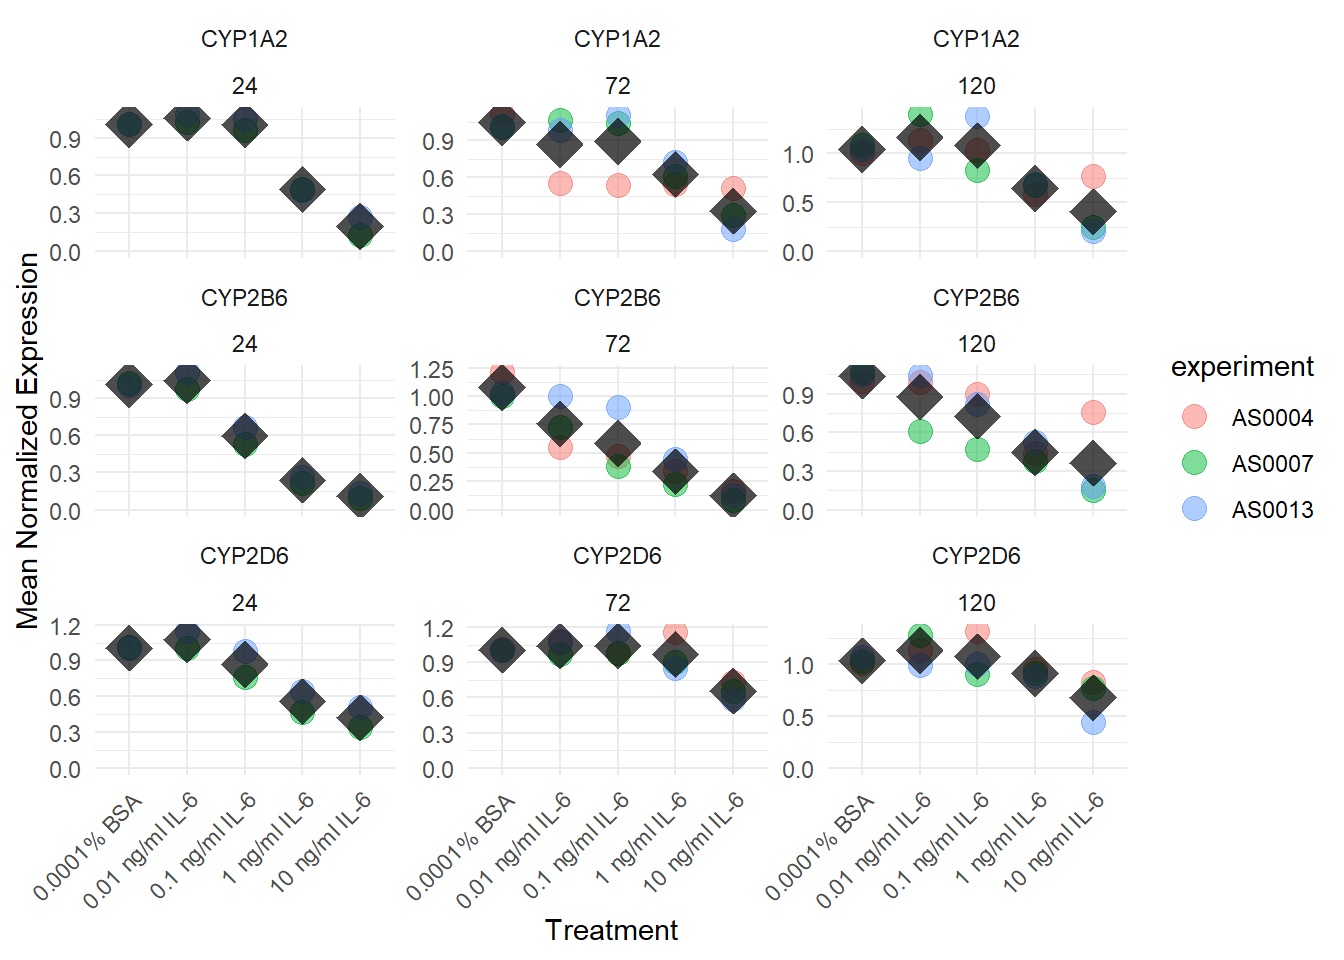 CYP1A2 CYP1A2 CYP1A2
24 72 120
0.9 0.9 1.0
0.6 0.6 0.5
0.3 0.3 0.0
0.0 0.0
CYP2B6 CYP2B6 CYP2B6
24 72 120
0.9 1.25 0.9
0.6 1.00 0.6
0.3 0.75 0.3
0.0 0.50 0.0
0.25
0.00
CYP2D6 CYP2D6 CYP2D6
24 72 120
1.2 1.2 1.0
0.9 0.9 0.5
0.6 0.6 0.0
0.3 0.3
0.0 0.0
0.0001% BSA 0.01 ng/ml IL-6 0.1 ng/ml IL-6 1 ng/ml IL-6 10 ng/ml IL-6
0.0001% BSA 0.01 ng/ml IL-6 0.1 ng/ml IL-6 1 ng/ml IL-6 10 ng/ml IL-6
0.0001% BSA 0.01 ng/ml IL-6 0.1 ng/ml IL-6 1 ng/ml IL-6 10 ng/ml IL-6
Treatment
Mean Normalized Expression
experiment
AS0004
AS0007
AS0013